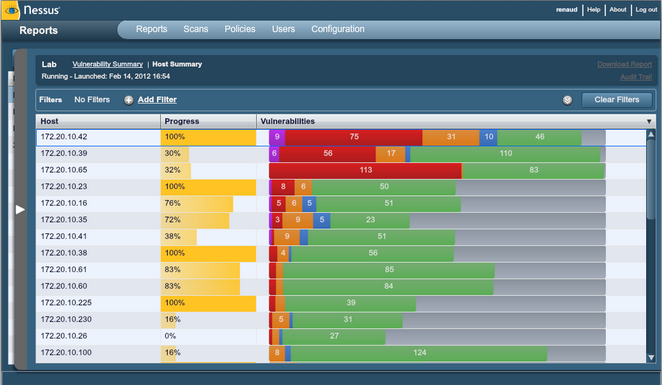 Nessus
renaud | Help | About | Log out
Reports
Reports Scans Policies Users Configuration
Lab Vulnerability Summary | Host Summary
Running - Launched: Feb 14, 2012 16:54
Download Report
Audit Trail
Filters No Filters Add Filter Clear Filters
Host Progress Vulnerabilities
172.20.10.42 100% 9 75 31 10 46
172.20.10.39 30% 6 56 17 110
172.20.10.65 32% 113 83
172.20.10.23 100% 8 6 50
172.20.10.16 76% 5 6 5 51
172.20.10.35 72% 3 9 5 23
172.20.10.41 38% 9 51
172.20.10.38 100% 4 56
172.20.10.61 83% 85
172.20.10.60 83% 84
172.20.10.225 100% 39
172.20.10.230 16% 5 31
172.20.10.26 0% 27
172.20.10.100 16% 8 124